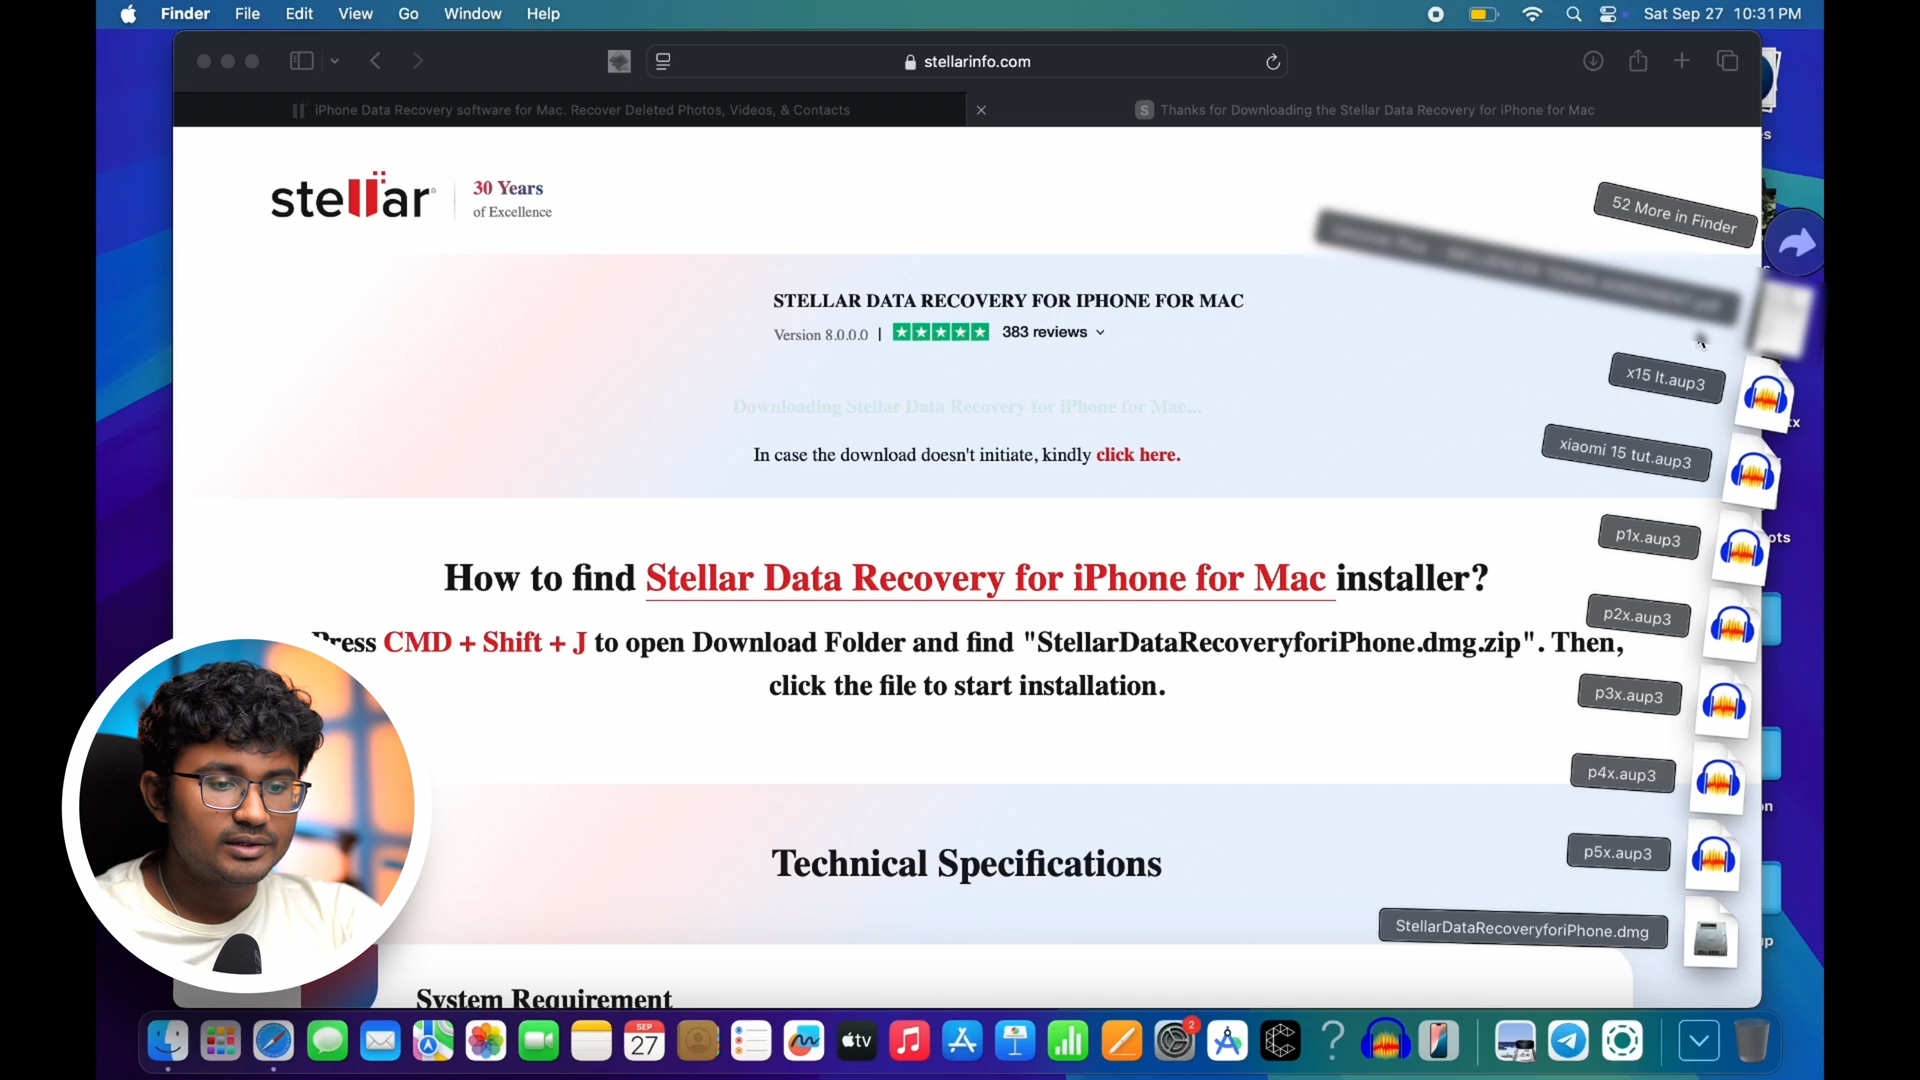 Finder File Edit View Go Window Help
Sat Sep 27 10:31 PM
stellarinfo.com
iPhone Data Recovery software for Mac. Recover Deleted Photos, Videos, & Contacts
S Thanks for Downloading the Stellar Data Recovery for iPhone for Mac
stellar
30 Years
of Excellence
52 More in Finder
STELLAR DATA RECOVERY FOR IPHONE FOR MAC
Version 8.0.0.0 | 383 reviews
x15 lt.aup3
Downloading Stellar Data Recovery for iPhone for Mac...
In case the download doesn't initiate, kindly click here.
xiaomi 15 tut.aup3
p1x.aup3
How to find Stellar Data Recovery for iPhone for Mac installer?
p2x.aup3
Press CMD + Shift + J to open Download Folder and find "StellarDataRecoveryforiPhone.dmg.zip". Then,
click the file to start installation.
p3x.aup3
p4x.aup3
p5x.aup3
Technical Specifications
StellarDataRecoveryforiPhone.dmg
System Requirement
SEP
27
tv
2